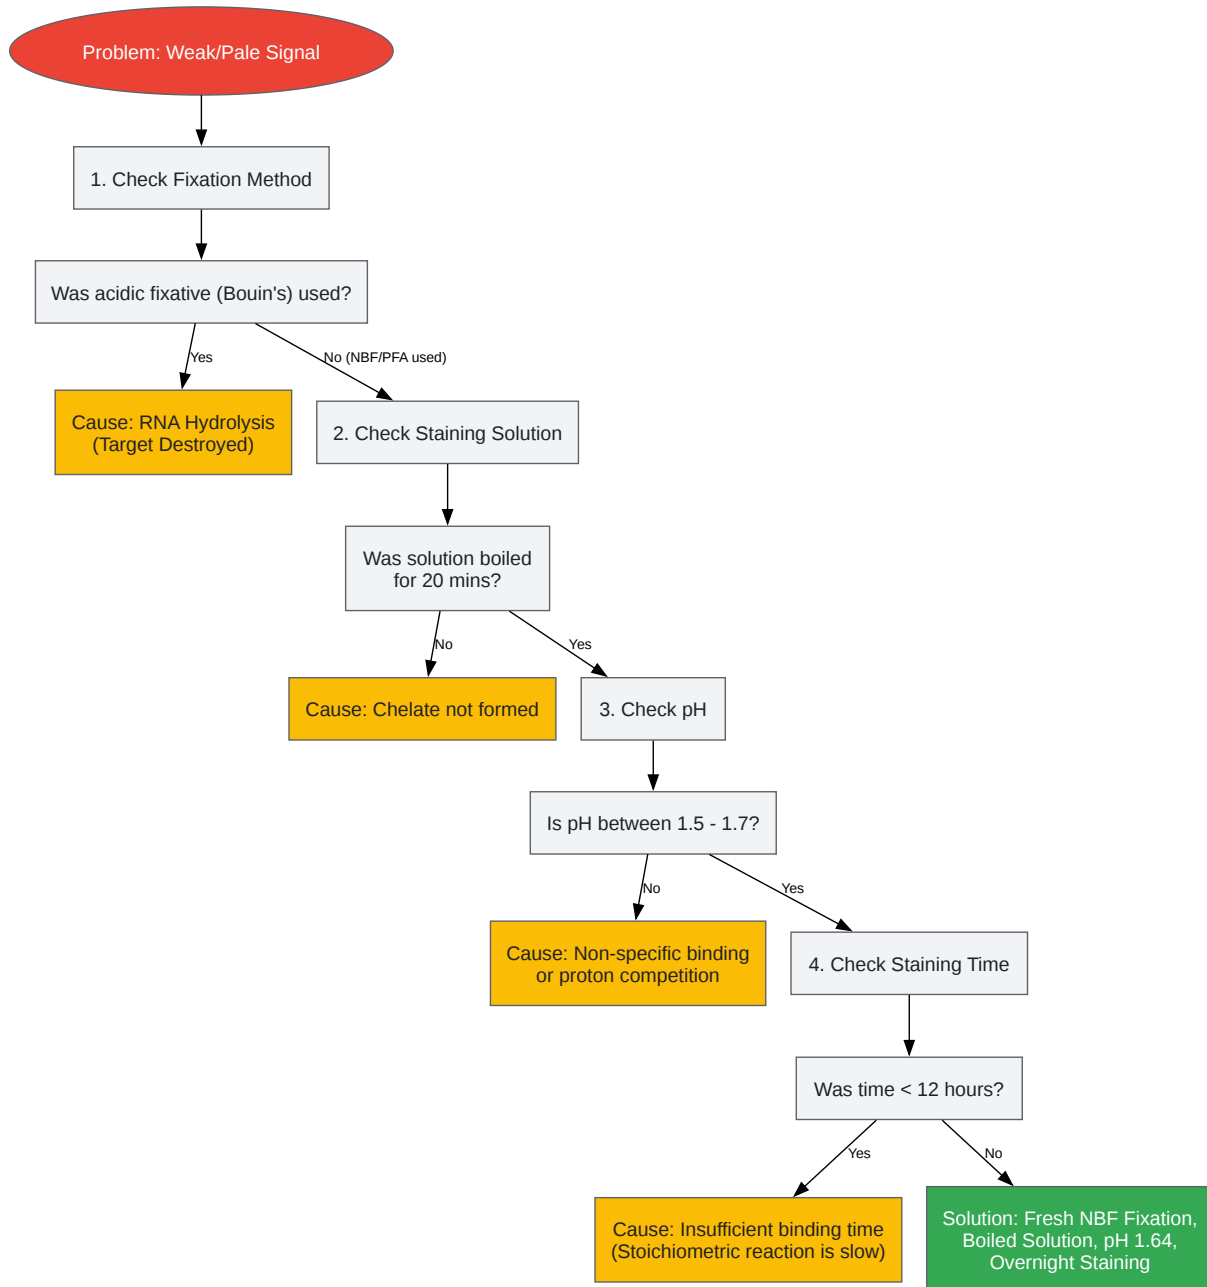 Problem: Weak/Pale Signal
1. Check Fixation Method
Was acidic fixative (Bouin's) used?
Yes
No (NBF/PFA used)
Cause: RNA Hydrolysis
(Target Destroyed)
2. Check Staining Solution
Was solution boiled
for 20 mins?
No
Yes
Cause: Chelate not formed
3. Check pH
Is pH between 1.5 - 1.7?
No
Yes
Cause: Non-specific binding
or proton competition
4. Check Staining Time
Was time < 12 hours?
Yes
No
Cause: Insufficient binding time
(Stoichiometric reaction is slow)
Solution: Fresh NBF Fixation,
Boiled Solution, pH 1.64,
Overnight Staining